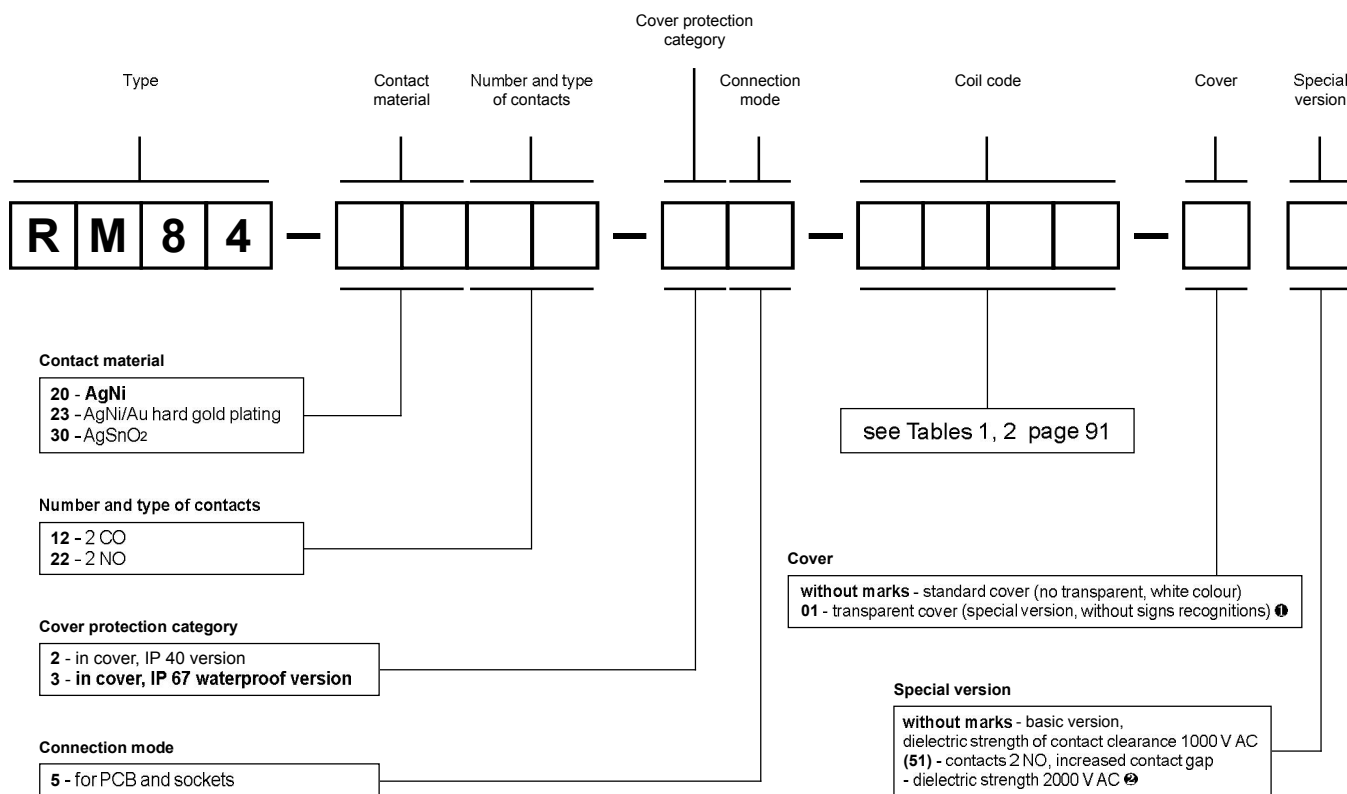 Cover protection
category
Type
Contact
material
Number and type
of contacts
Connection
mode
Coil code
Cover
Special
version
R M 8 4 – – – –
Contact material
20 - AgNi
23 - AgNi/Au hard gold plating
30 - AgSnO2
see Tables 1, 2 page 91
Number and type of contacts
12 - 2 CO
22 - 2 NO
Cover
without marks - standard cover (no transparent, white colour)
01 - transparent cover (special version, without signs recognitions) ❶
Cover protection category
2 - in cover, IP 40 version
3 - in cover, IP 67 waterproof version
Special version
without marks - basic version,
dielectric strength of contact clearance 1000 V AC
(51) - contacts 2 NO, increased contact gap
- dielectric strength 2000 V AC ❷
Connection mode
5 - for PCB and sockets